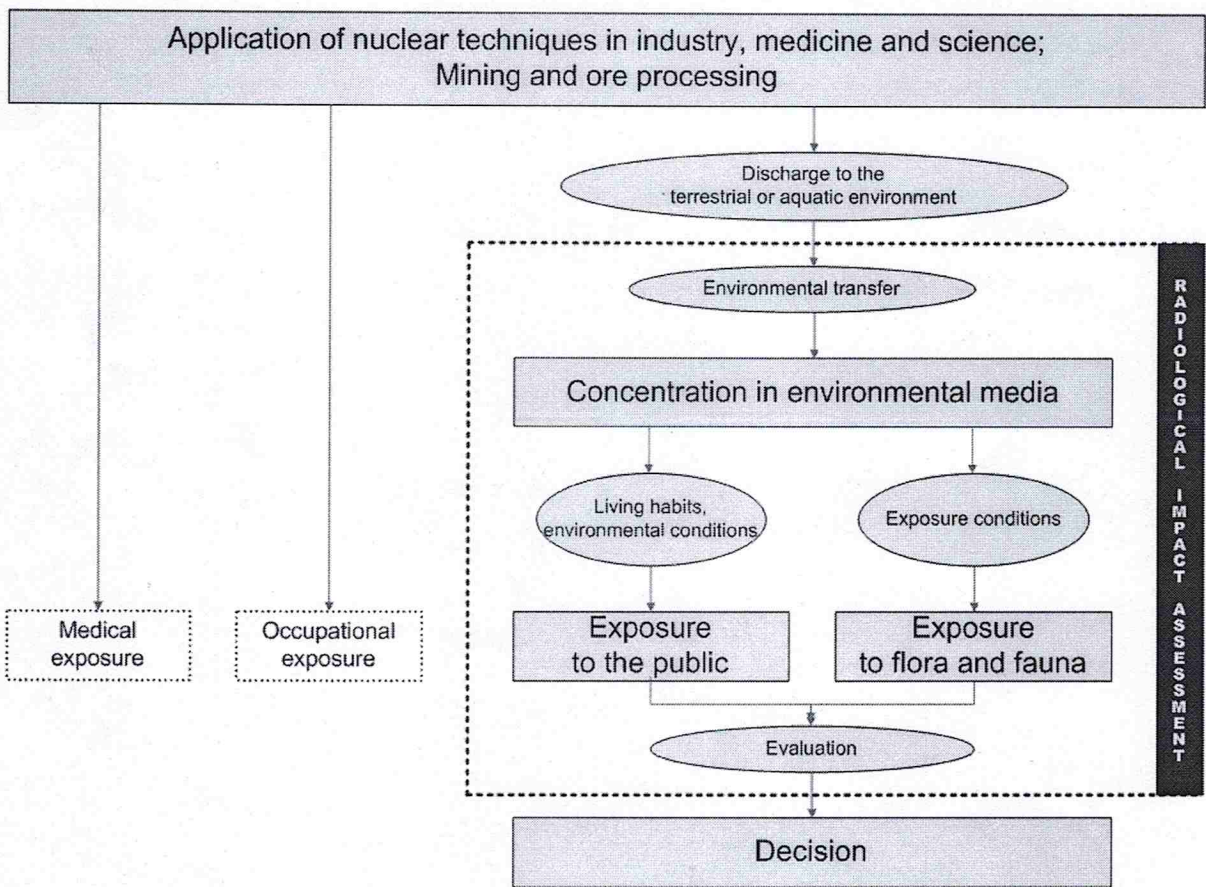 Application of nuclear techniques in industry, medicine and science;
Mining and ore processing
Discharge to the
terrestrial or aquatic environment
Environmental transfer
Concentration in environmental media
Living habits,
environmental conditions
Exposure conditions
Medical
exposure
Occupational
exposure
Exposure
to the public
Exposure
to flora and fauna
Evaluation
Decision
RADIOLOGICAL IMPACT ASSESSMENT